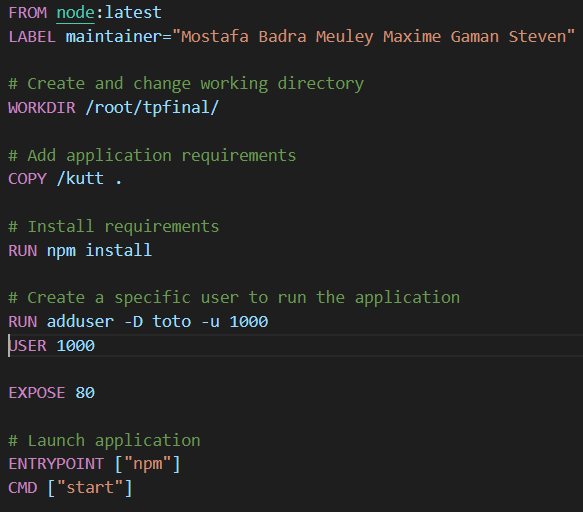 FROM node:latest
LABEL maintainer="Mostafa Badra Meuley Maxime Gaman Steven"
# Create and change working directory
WORKDIR /root/tpfinal/
# Add application requirements
COPY /kutt .
# Install requirements
RUN npm install
# Create a specific user to run the application
RUN adduser -D toto -u 1000
USER 1000
EXPOSE 80
# Launch application
ENTRYPOINT ["npm"]
CMD ["start"]